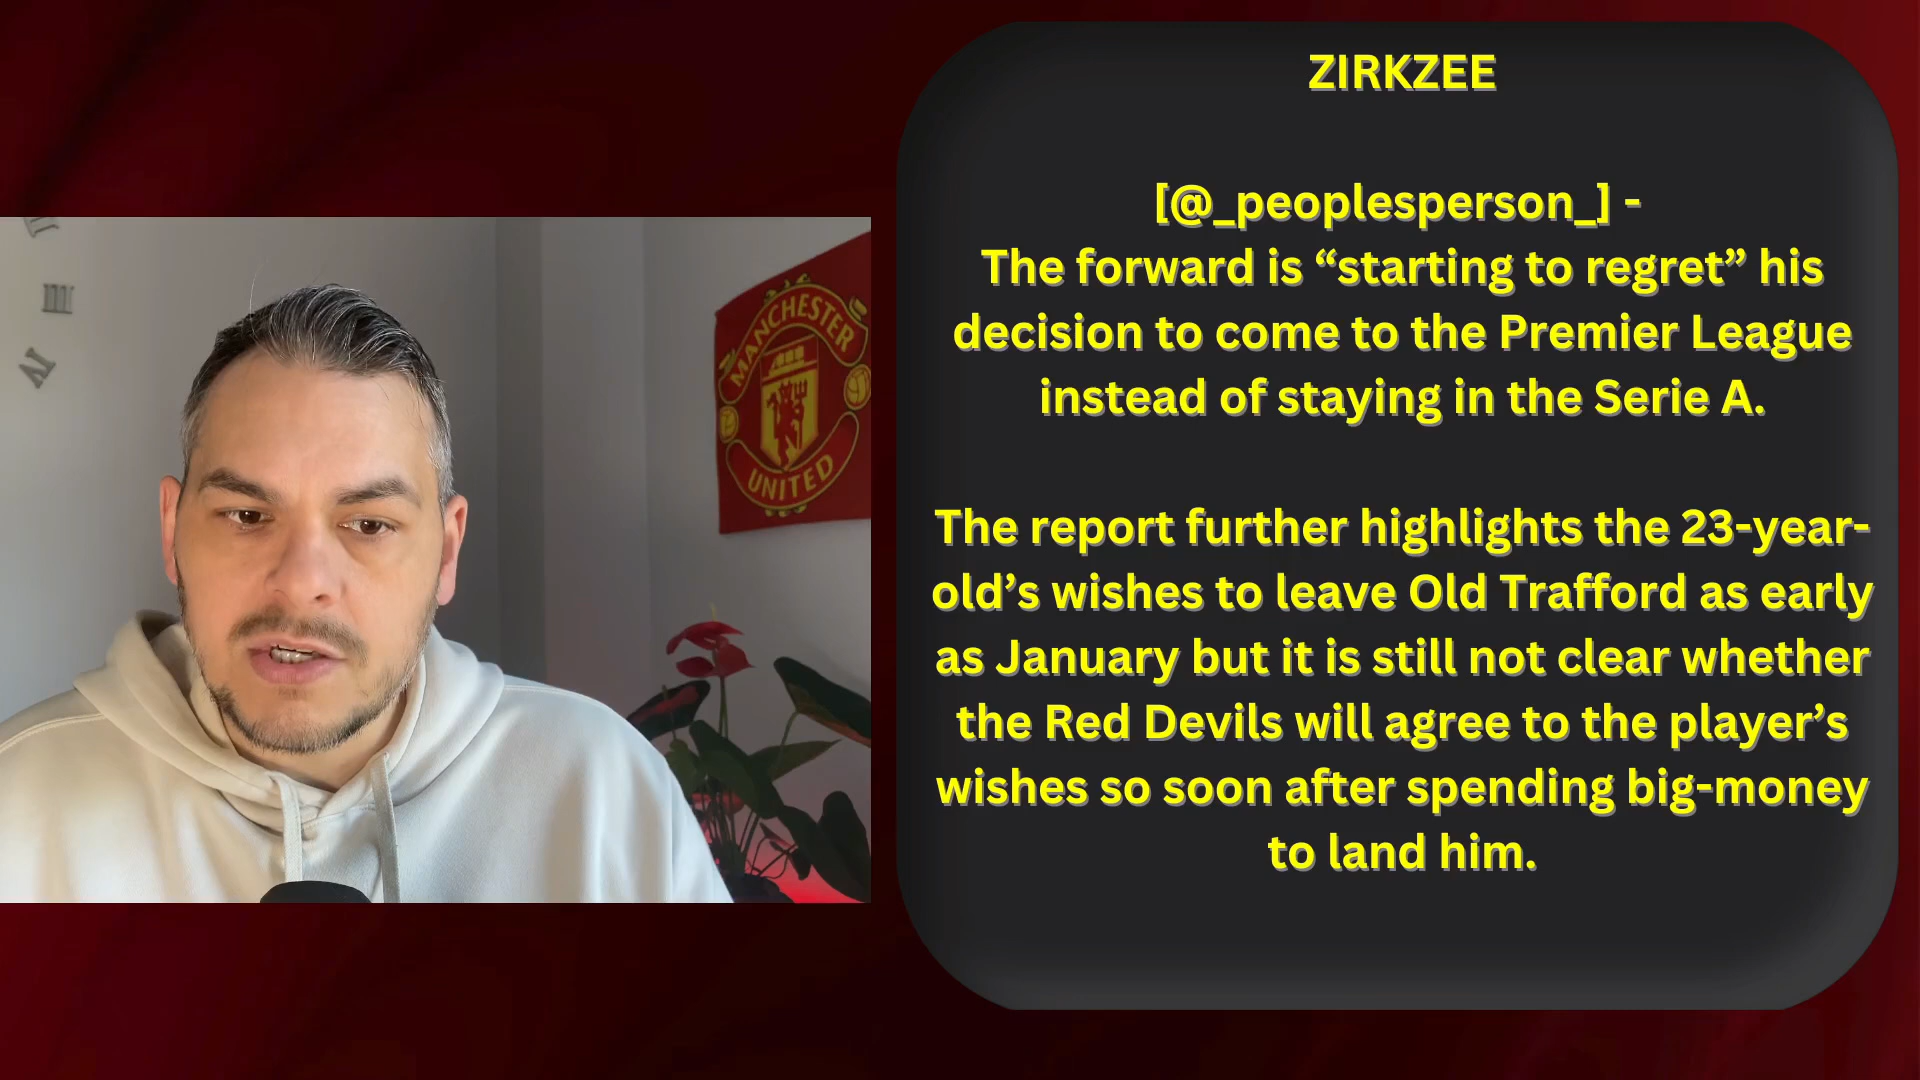 MANCHESTER
UNITED
ZIRKZEE
[@_peoplesperson_] -
The forward is “starting to regret” his
decision to come to the Premier League
instead of staying in the Serie A.
The report further highlights the 23-year-
old’s wishes to leave Old Trafford as early
as January but it is still not clear whether
the Red Devils will agree to the player’s
wishes so soon after spending big-money
to land him.